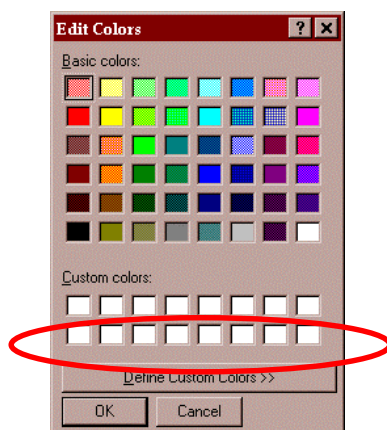 Edit Colors ? ×
Basic colors:
Custom colors:
Define Custom Colors >>
OK Cancel